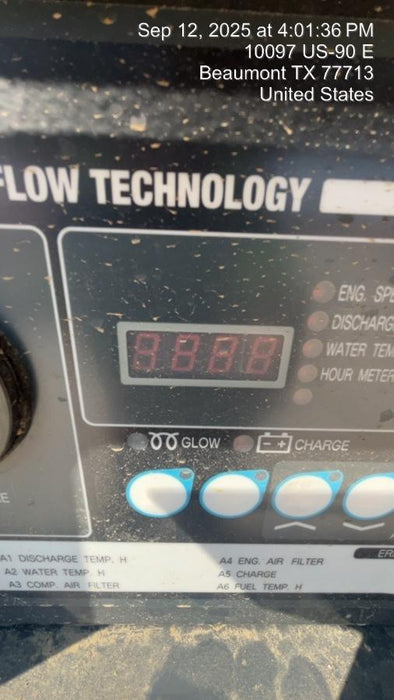 Sep 12, 2025 at 4:01:36 PM
10097 US-90 E
Beaumont TX 77713
United States
FLOW TECHNOLOGY
ENG. SPE
DISCHARG
WATER TEM
HOUR METER
GLOW
CHARGE
A1 DISCHARGE TEMP. H
A2 WATER TEMP. H
A3 COMP. AIR FILTER
A4 ENG. AIR FILTER
A5 CHARGE
A6 FUEL TEMP. H